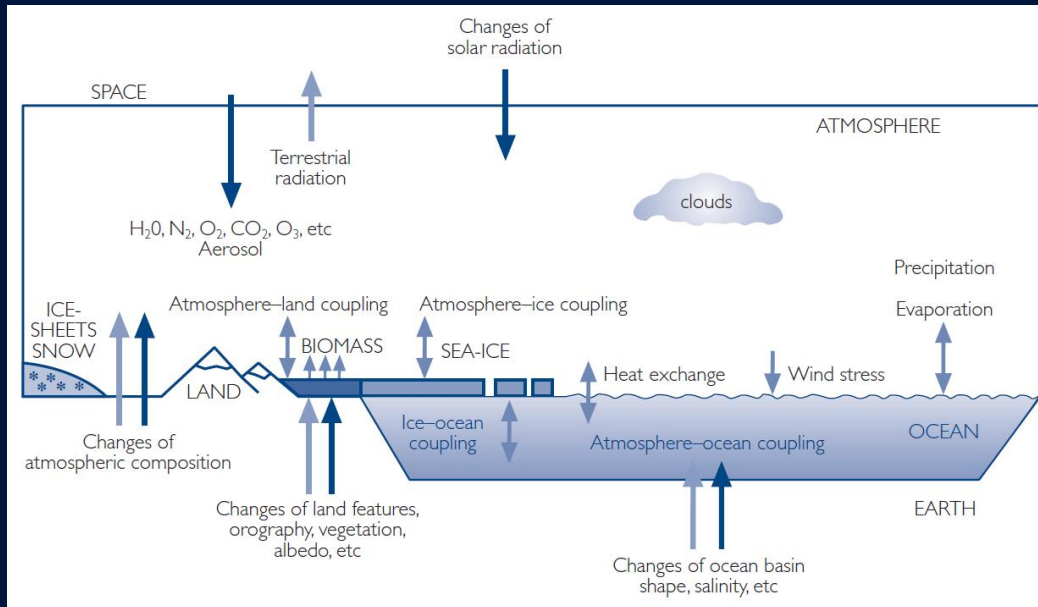 Changes of
solar radiation
SPACE
ATMOSPHERE
Terrestrial
radiation
clouds
H₂0, N₂, O₂, CO₂, O₃, etc
Aerosol
Precipitation
Evaporation
ICE-
SHEETS
SNOW
Atmosphere–land coupling
Atmosphere–ice coupling
BIOMASS
SEA-ICE
LAND
Heat exchange
Wind stress
Changes of
atmospheric composition
Ice–ocean
coupling
Atmosphere–ocean coupling
OCEAN
EARTH
Changes of land features,
orography, vegetation,
albedo, etc
Changes of ocean basin
shape, salinity, etc